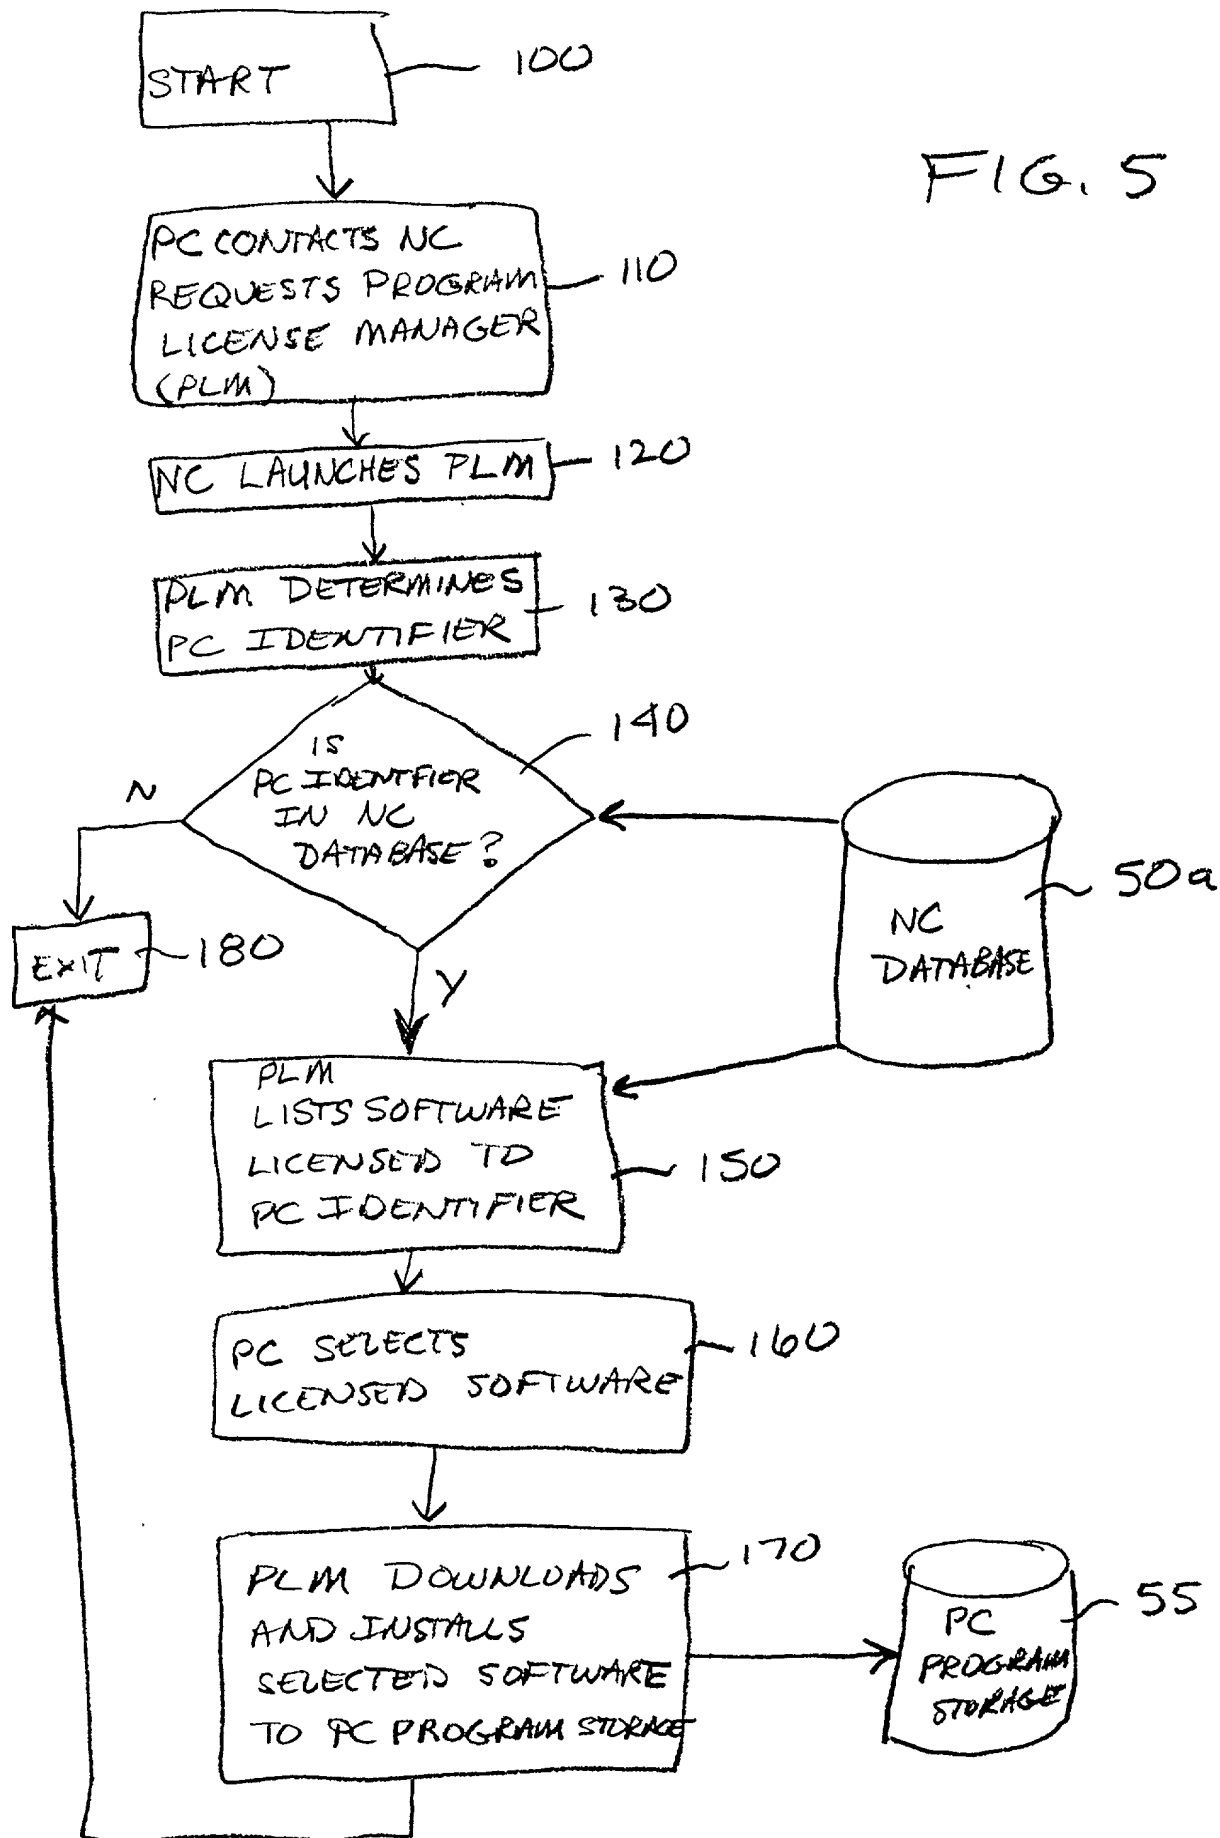 START
100
FIG. 5
PC CONTACTS NC
REQUESTS PROGRAM
LICENSE MANAGER
(PLM)
110
NC LAUNCHES PLM
120
PLM DETERMINES
PC IDENTIFIER
130
IS
PC IDENTFIER
IN NC
DATABASE?
140
N
Y
EXIT
180
NC
DATABASE
50a
PLM
LISTS SOFTWARE
LICENSED TO
PC IDENTIFIER
150
PC SELECTS
LICENSED SOFTWARE
160
PLM DOWNLOADS
AND INSTALLS
SELECTED SOFTWARE
TO PC PROGRAM STORAGE
170
PC
PROGRAM
STORAGE
55